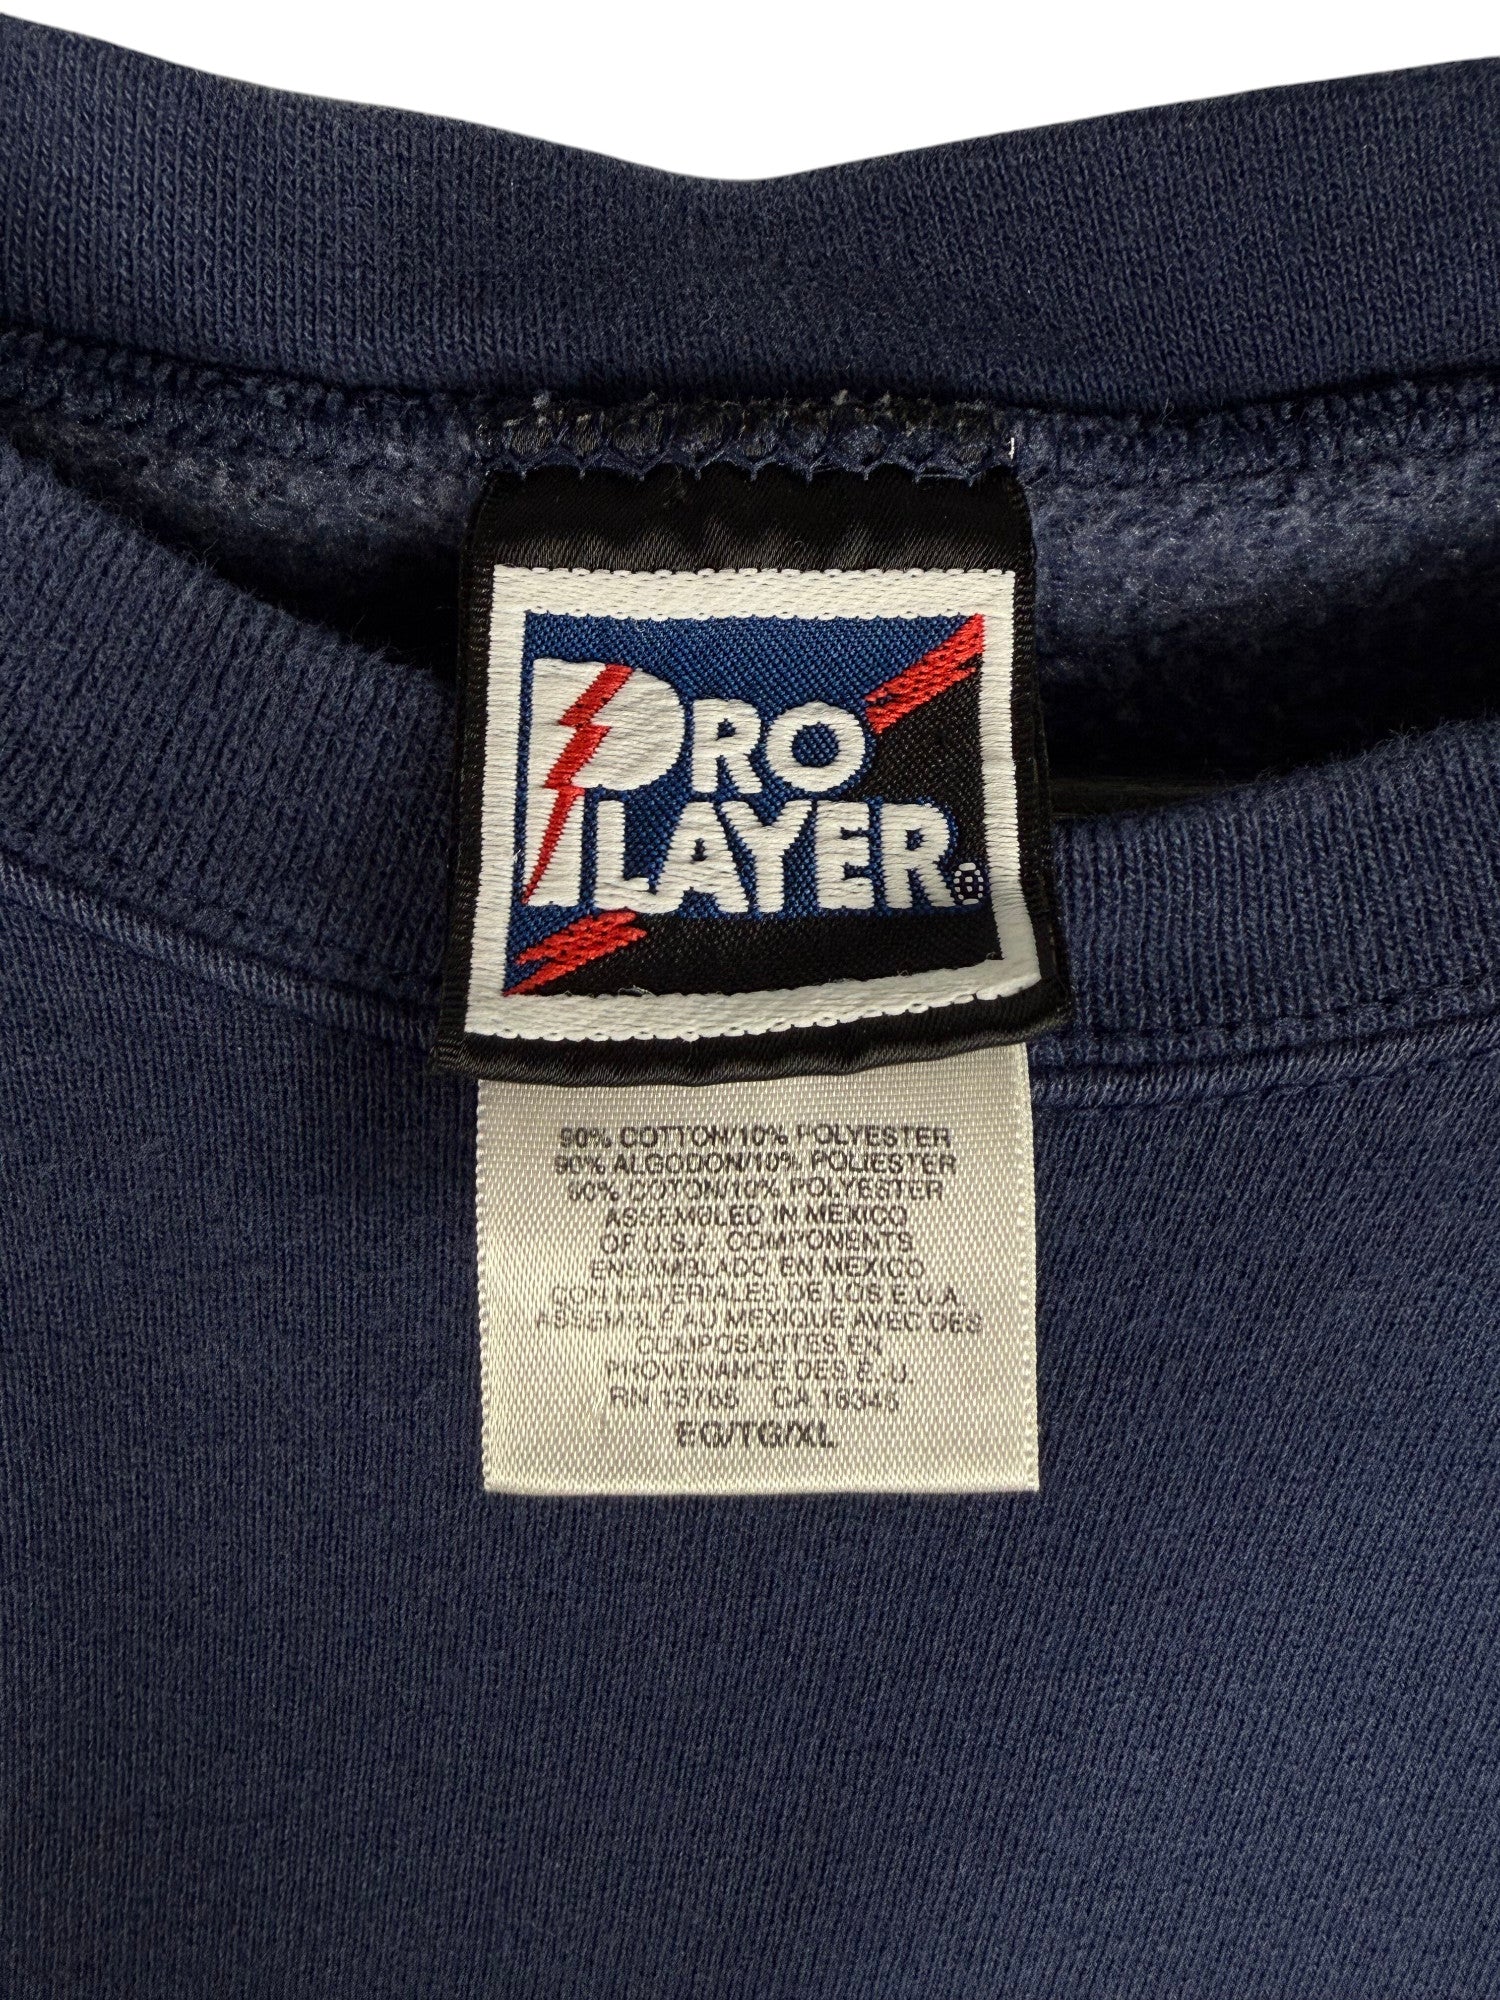 PRO
PLAYER®
90% COTTON/10% POLYESTER
90% ALGODON/10% POLIESTER
90% COTON/10% POLYESTER
ASSEMBLED IN MEXICO
OF U.S.A. COMPONENTS
ENSAMBLADO EN MEXICO
CON MATERIALES DE LOS E.U.A
ASSEMBLÉ AU MEXIQUE AVEC DES
COMPOSANTES EN
PROVENANCE DES É.U.
RN 13765 CA 16346
EG/TG/XL